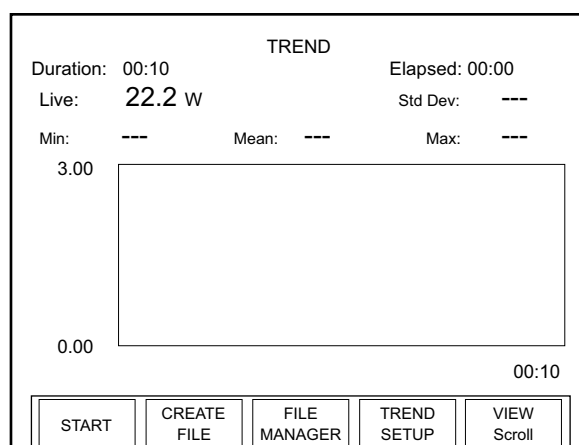 TREND
Duration: 00:10 Elapsed: 00:00
Live: 22.2 W Std Dev: ---
Min: --- Mean: --- Max: ---
3.00
0.00
00:10
START CREATE FILE FILE MANAGER TREND SETUP VIEW Scroll